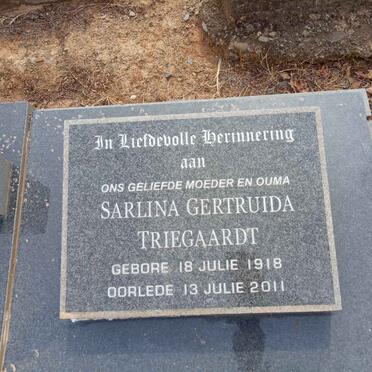 In Liefdevolle Herinnering
aan
ONS GELIEFDE MOEDER EN OUMA
SARLINA GERTRUIDA
TRIEGAARDT
GEBORE 18 JULIE 1918
OORLEDE 13 JULIE 2011